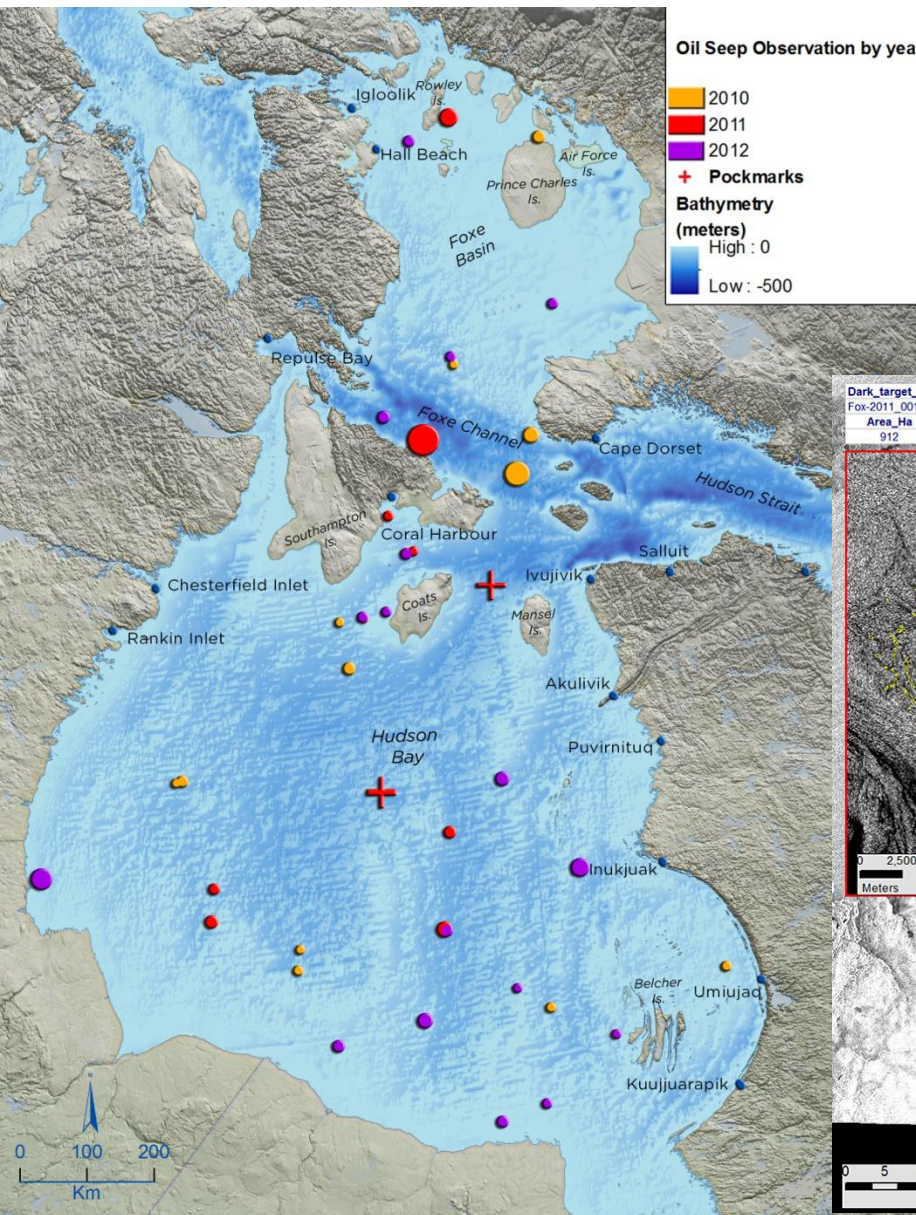 Oil Seep Observation by yea
2010
2011
2012
Pockmarks
Bathymetry
(meters)
High : 0
Low : -500
Igloolik
Rowley
Is.
Hall Beach
Air Force
Is.
Prince Charles
Is.
Foxe
Basin
Repulse Bay
Foxe Channel
Cape Dorset
Hudson Strait
Southampton
Is.
Coral Harbour
Salluit
Ivujivik
Chesterfield Inlet
Coats
Is.
Mansel
Is.
Rankin Inlet
Akulivik
Hudson
Bay
Puvirnituq
Inukjuak
Belcher
Is.
Umiujaq
Kuujjuarapik
N
0 100 200
Km
Dark_target_
Fox-2011_001
Area_Ha
912
0 2,500
Meters
0 5